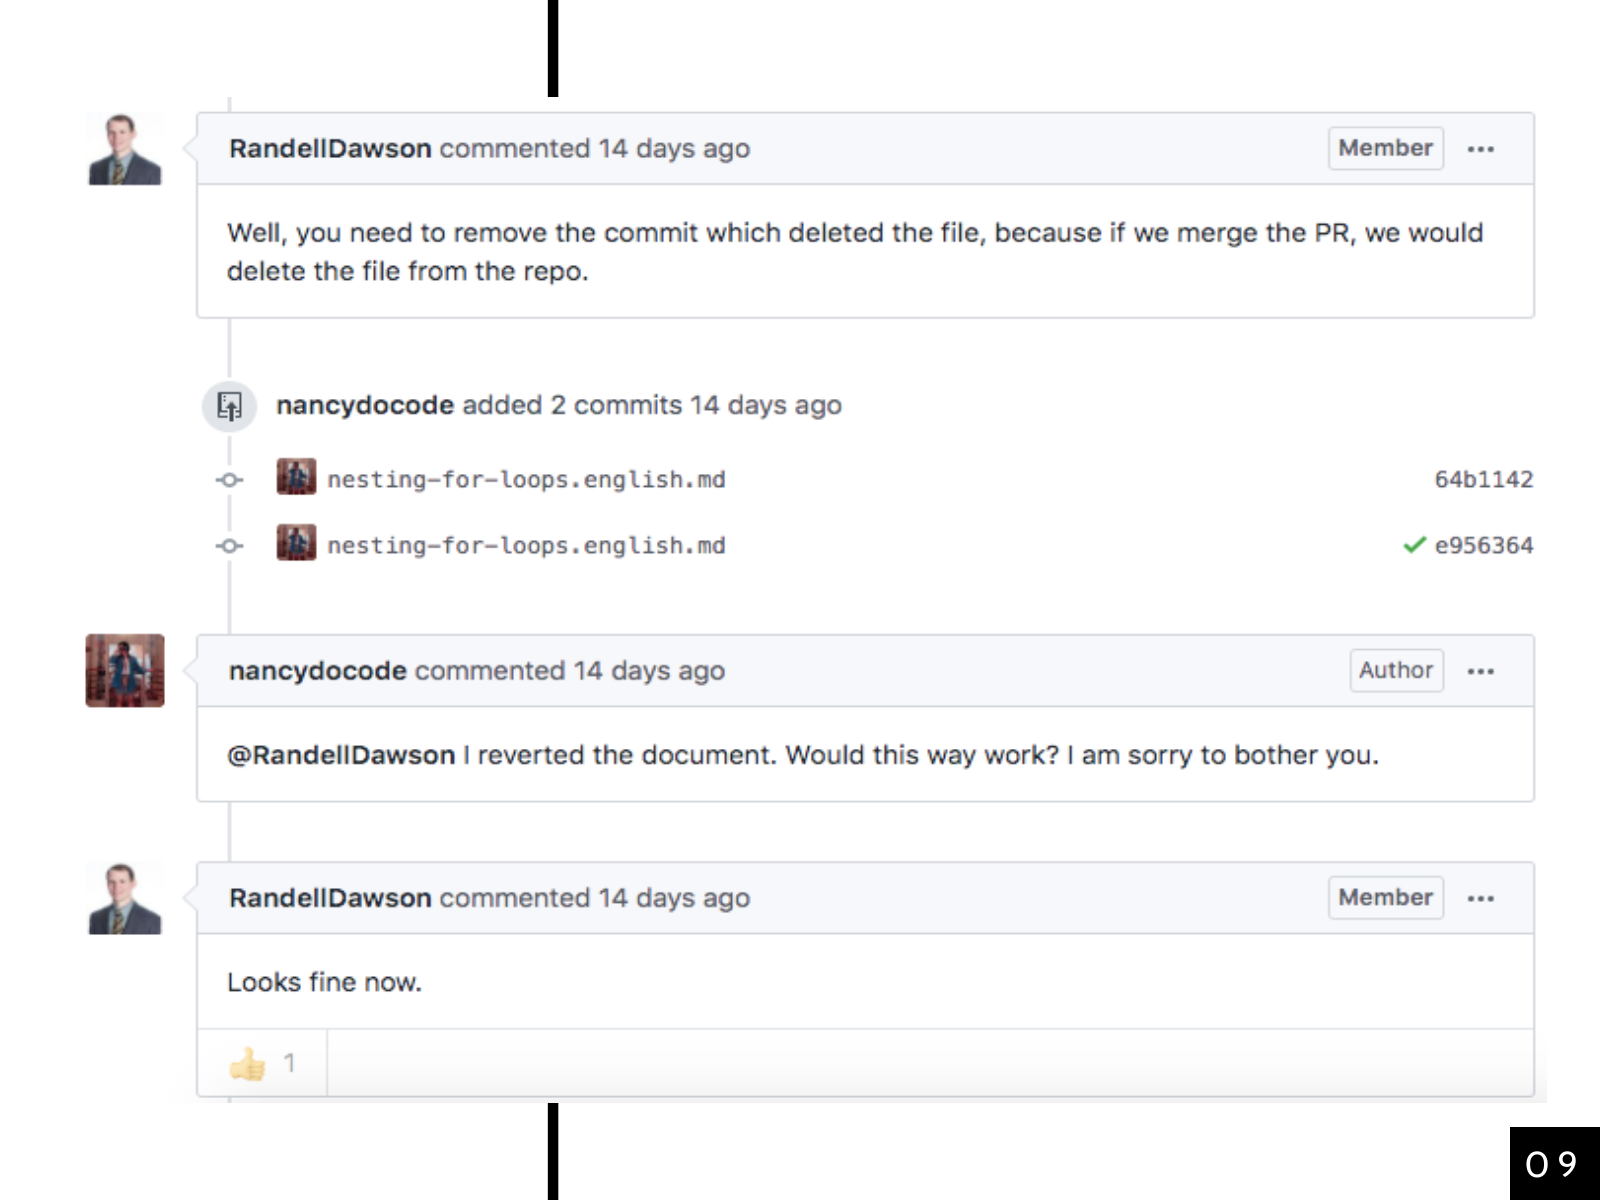 RandellDawson commented 14 days ago Member ...
Well, you need to remove the commit which deleted the file, because if we merge the PR, we would
delete the file from the repo.
nancydocode added 2 commits 14 days ago
nesting-for-loops.english.md 64b1142
nesting-for-loops.english.md e956364
nancydocode commented 14 days ago Author ...
@RandellDawson I reverted the document. Would this way work? I am sorry to bother you.
RandellDawson commented 14 days ago Member ...
Looks fine now.
👍 1
09